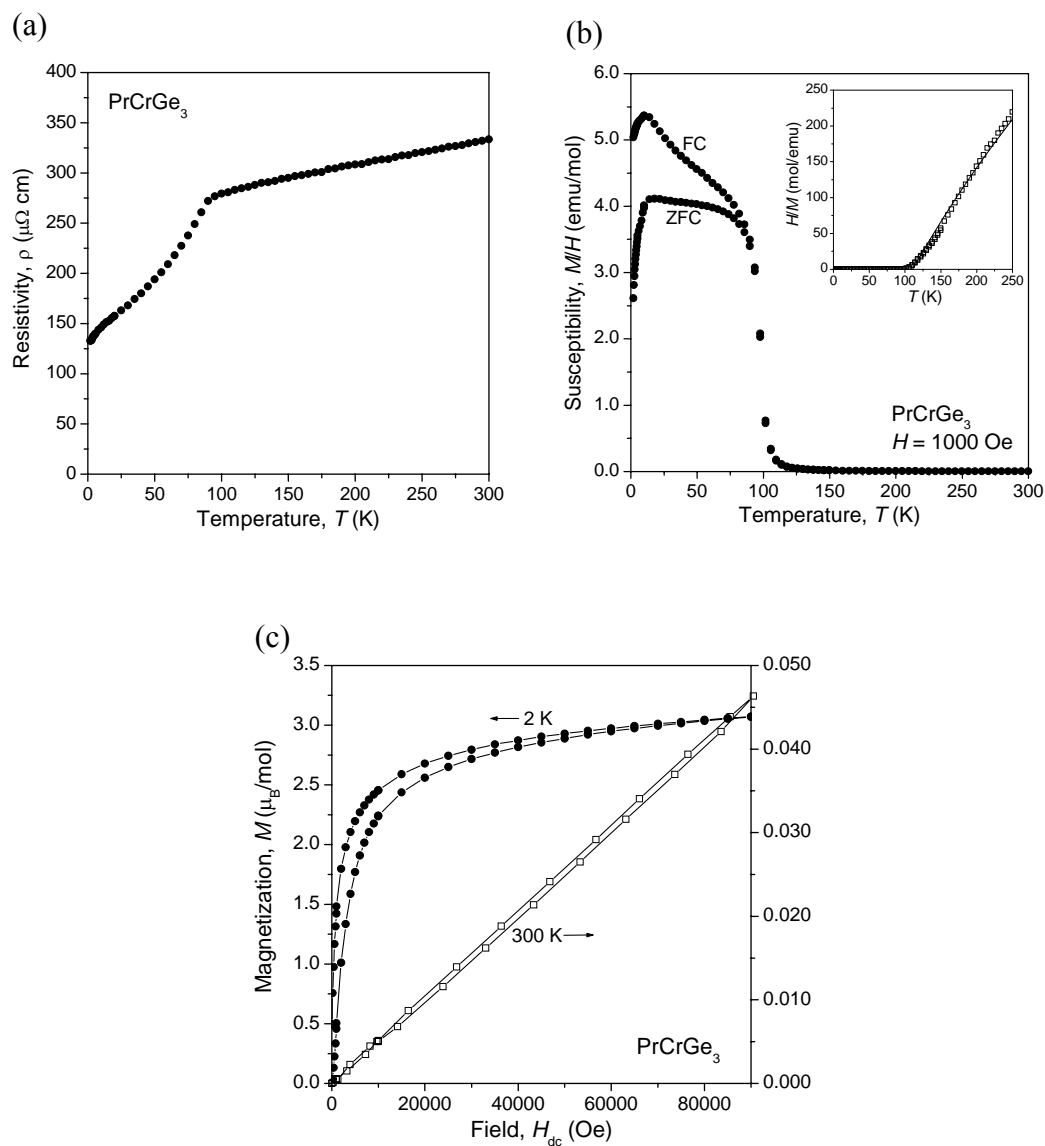 (a)
400
350
300
250
200
150
100
50
0
Resistivity, ρ (μΩ cm)
PrCrGe3
0 50 100 150 200 250 300
Temperature, T (K)
(b)
6.0
5.0
4.0
3.0
2.0
1.0
0.0
Susceptibility, M/H (emu/mol)
FC
ZFC
250
200
150
100
50
0
H/M (mol/emu)
0 50 100 150 200 250
T (K)
PrCrGe3
H = 1000 Oe
0 50 100 150 200 250 300
Temperature, T (K)
(c)
3.5
3.0
2.5
2.0
1.5
1.0
0.5
0.0
Magnetization, M (μB/mol)
2 K
300 K
PrCrGe3
0.050
0.040
0.030
0.020
0.010
0.000
0 20000 40000 60000 80000
Field, Hdc (Oe)